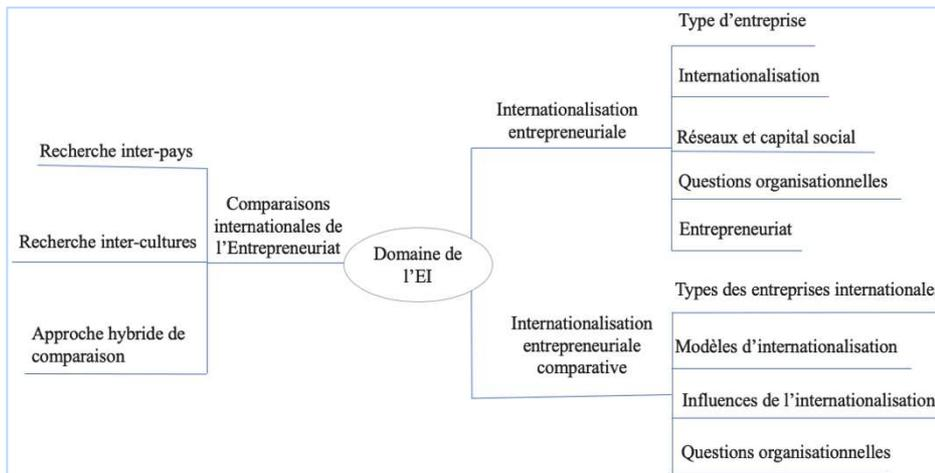 Type d'entreprise
Internationalisation
Internationalisation
entrepreneuriale
Réseaux et capital social
Questions organisationnelles
Entrepreneuriat
Recherche inter-pays
Recherche inter-cultures
Approche hybride de
comparaison
Comparaisons
internationales de
l'Entrepreneuriat
Domaine de
l'EI
Types des entreprises internationale
Internationalisation
entrepreneuriale
comparative
Modèles d'internationalisation
Influences de l'internationalisation
Questions organisationnelles